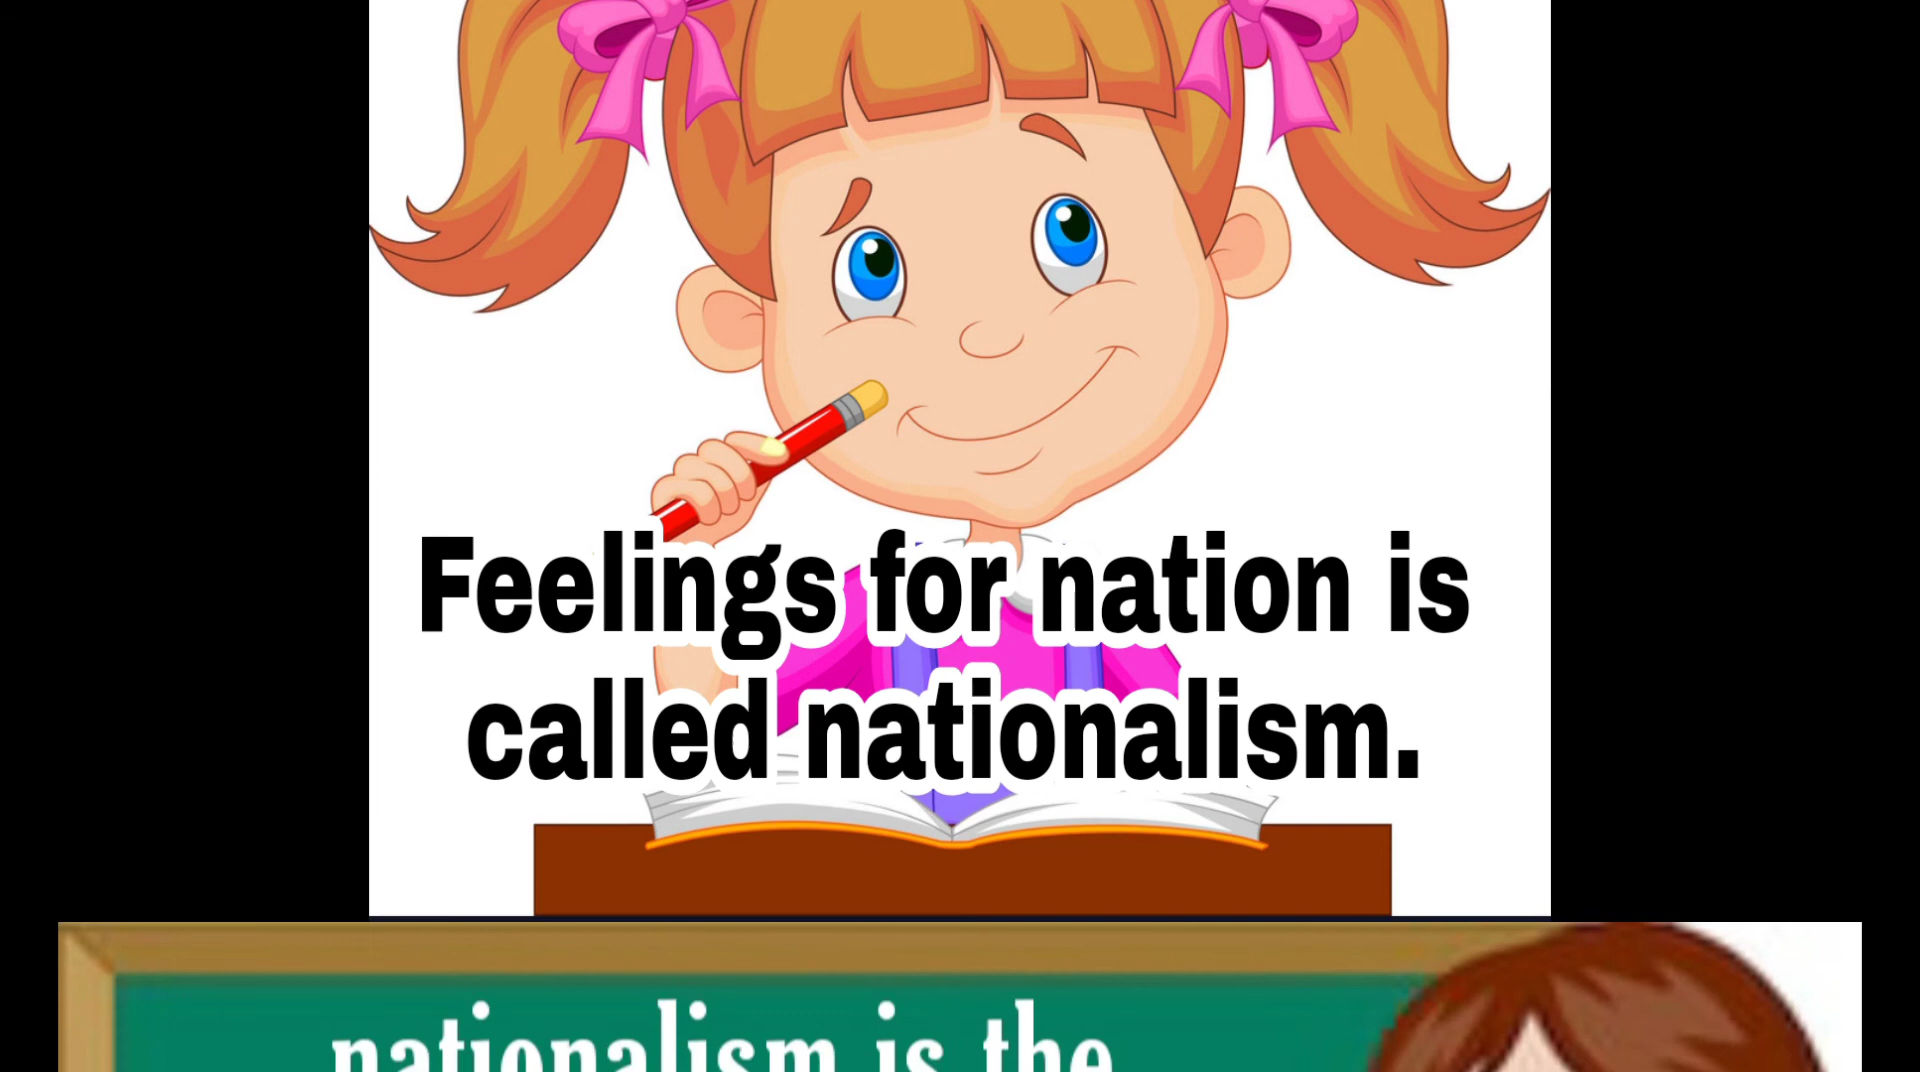 Feelings for nation is
called nationalism.
nationalism is the